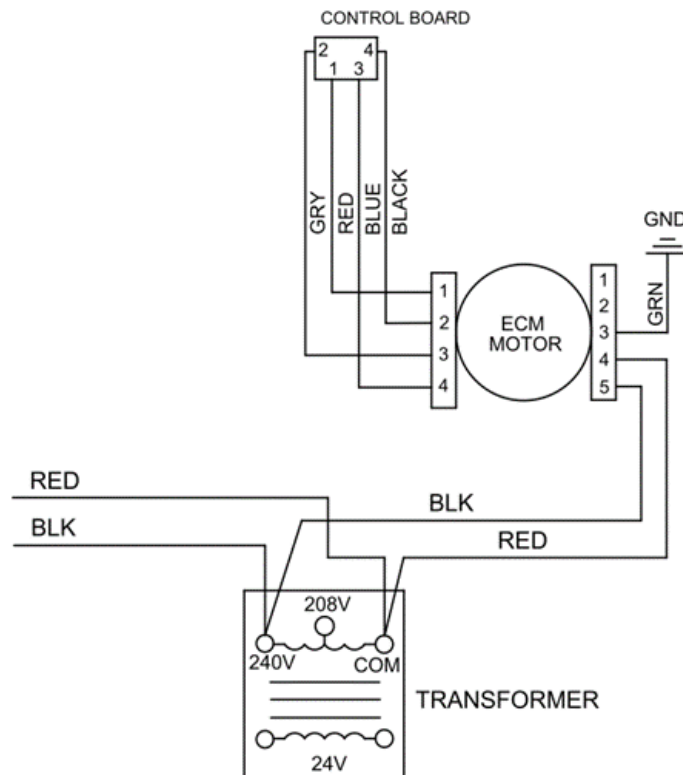 CONTROL BOARD
2 4
1 3
GRY
RED
BLUE
BLACK
GND
GRN
1
2
3
4
ECM
MOTOR
1
2
3
4
5
RED
BLK
BLK
RED
208V
240V COM
TRANSFORMER
24V